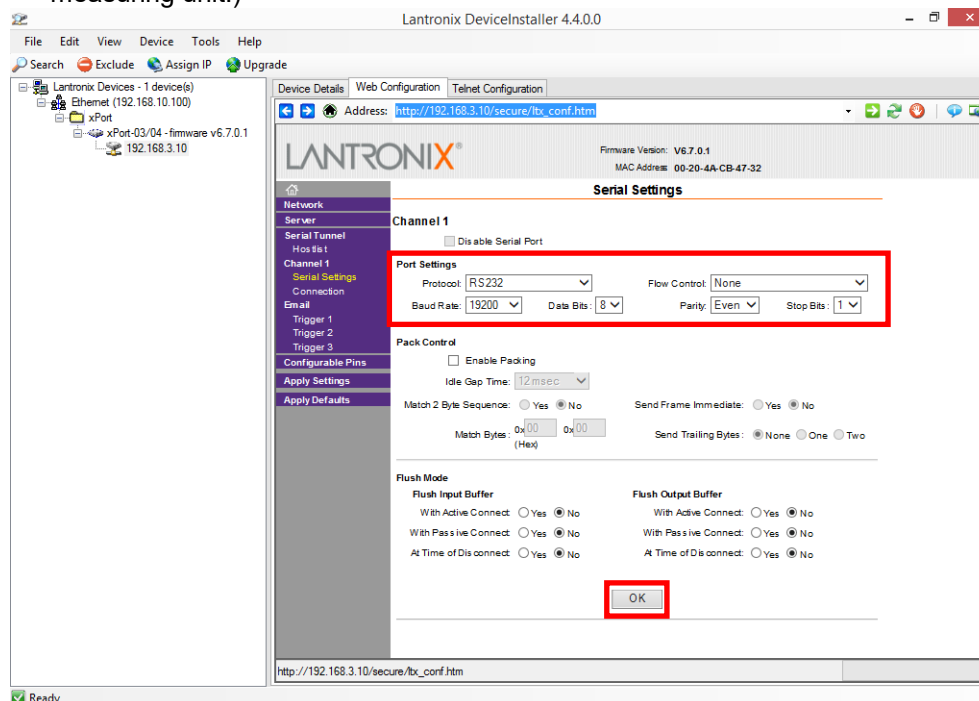 measuring unit.)
Lantronix DeviceInstaller 4.4.0.0
File Edit View Device Tools Help
Search Exclude Assign IP Upgrade
Lantronix Devices - 1 device(s)
Ethernet (192.168.10.100)
xPort
xPort-03/04 - firmware v6.7.0.1
192.168.3.10
Device Details Web Configuration Telnet Configuration
Address: http://192.168.3.10/secure/ltx_conf.htm
LANTRONIX®
Firmware Version: V6.7.0.1
MAC Address: 00-20-4A-CB-47-32
Network
Server
Serial Tunnel
Hostlist
Channel 1
Serial Settings
Connection
Email
Trigger 1
Trigger 2
Trigger 3
Configurable Pins
Apply Settings
Apply Defaults
Serial Settings
Channel 1
Disable Serial Port
Port Settings
Protocol: RS232 Flow Control: None
Baud Rate: 19200 Data Bits: 8 Parity: Even Stop Bits: 1
Pack Control
Enable Packing
Idle Gap Time: 12 msec
Match 2 Byte Sequence: Yes No Send Frame Immediate: Yes No
Match Bytes: 0x 00 0x 00 Send Trailing Bytes: None One Two
(Hex)
Flush Mode
Flush Input Buffer Flush Output Buffer
With Active Connect: Yes No With Active Connect: Yes No
With Passive Connect: Yes No With Passive Connect: Yes No
At Time of Disconnect: Yes No At Time of Disconnect: Yes No
OK
http://192.168.3.10/secure/ltx_conf.htm
Ready